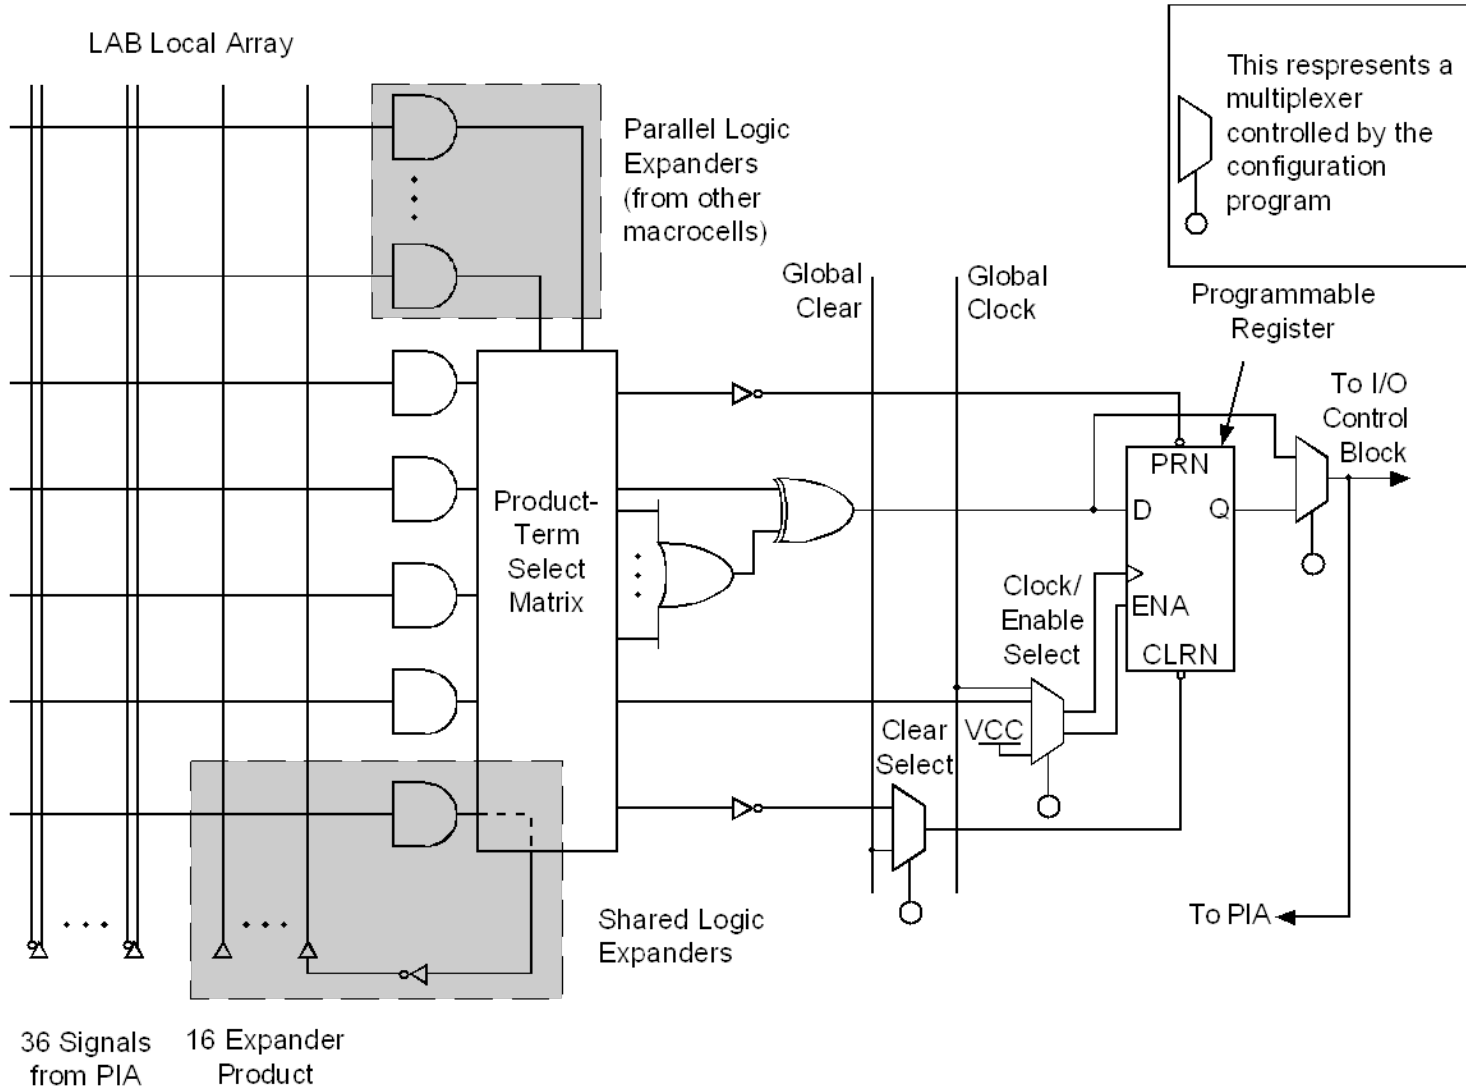 LAB Local Array
Parallel Logic
Expanders
(from other
macrocells)
This respresents a
multiplexer
controlled by the
configuration
program
Global
Clear
Global
Clock
Programmable
Register
To I/O
Control
Block
Product-
Term
Select
Matrix
PRN
D
Q
ENA
CLRN
Clock/
Enable
Select
VCC
Clear
Select
To PIA
Shared Logic
Expanders
36 Signals
from PIA
16 Expander
Product